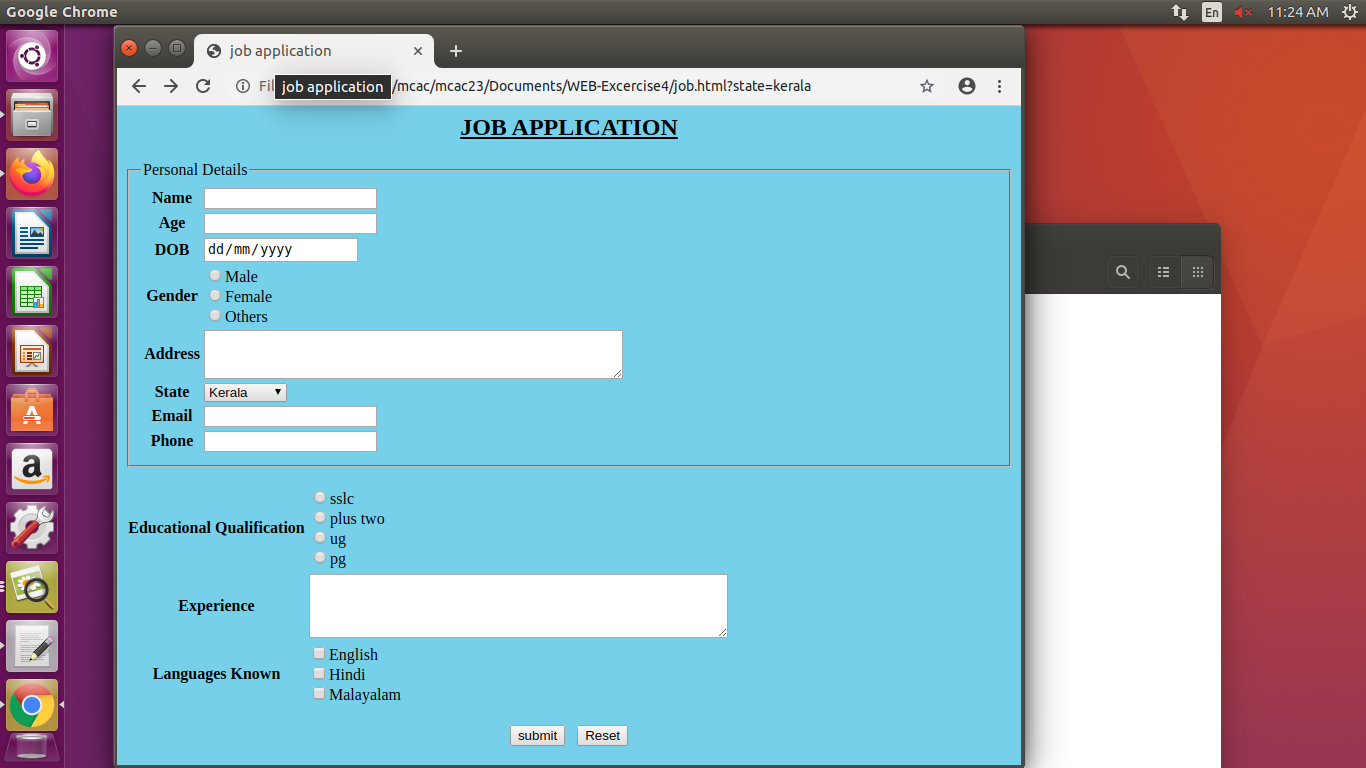 Google Chrome
En
11:24 AM
job application
job application
/mcac/mcac23/Documents/WEB-Excercise4/job.html?state=kerala
JOB APPLICATION
Personal Details
Name
Age
DOB dd/mm/yyyy
Gender
Male
Female
Others
Address
State Kerala
Email
Phone
Educational Qualification
sslc
plus two
ug
pg
Experience
Languages Known
English
Hindi
Malayalam
submit Reset